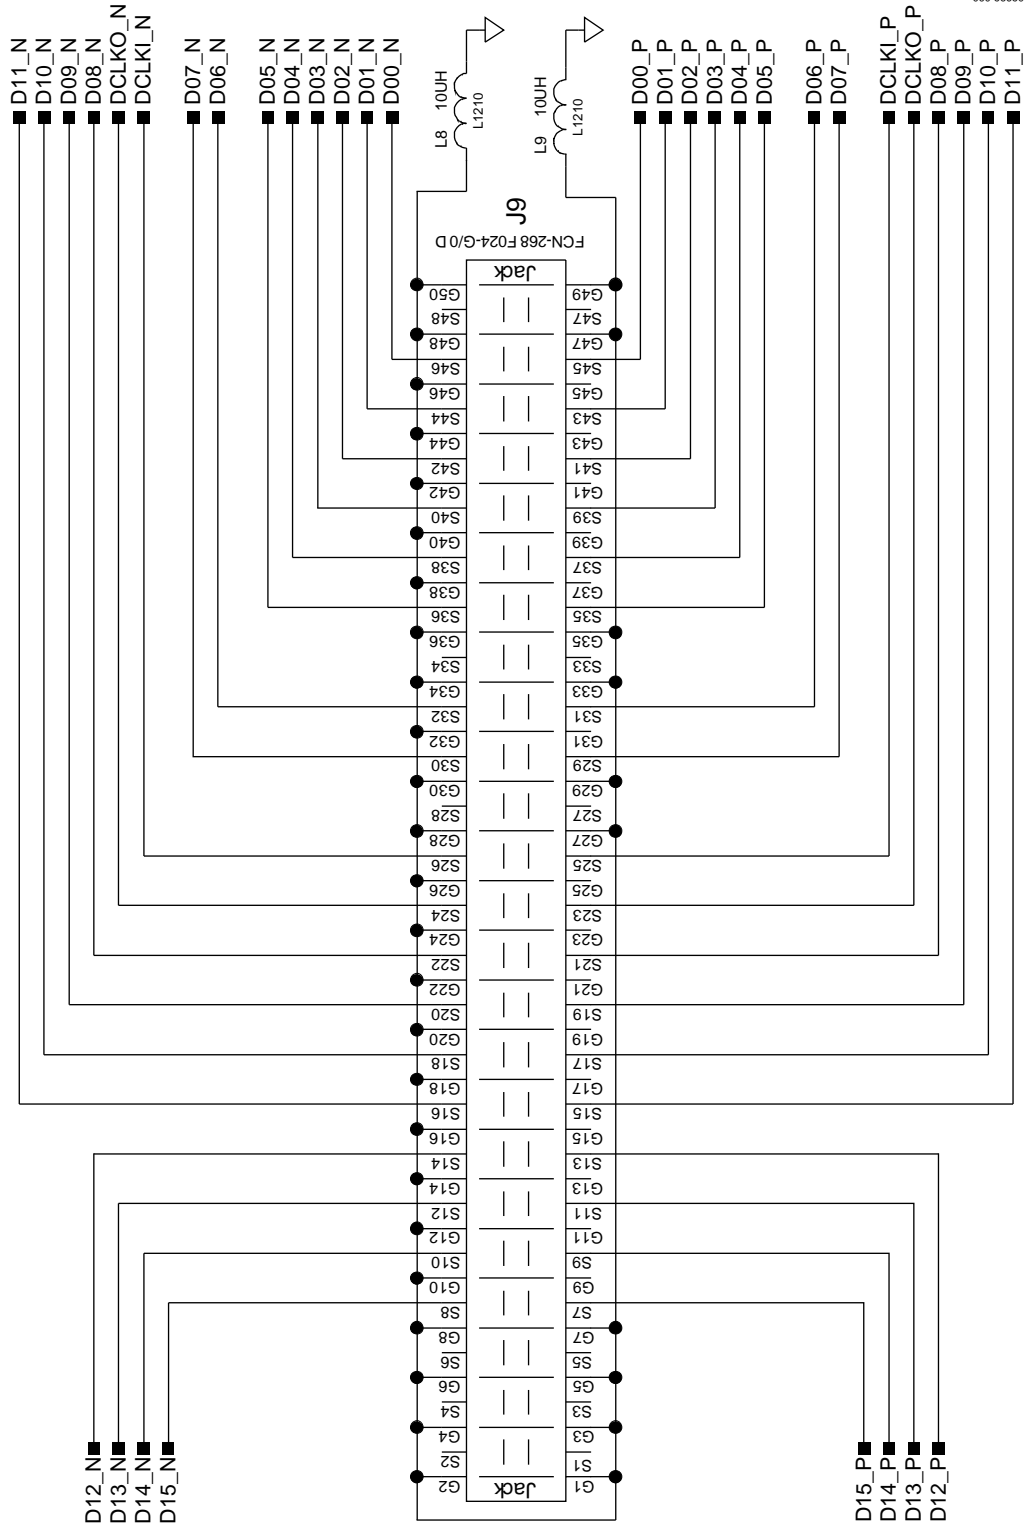 D11_N
D10_N
D09_N
D08_N
DCLKO_N
DCLKI_N
D07_N
D06_N
D05_N
D04_N
D03_N
D02_N
D01_N
D00_N
L8 10UH
L1210
L9 10UH
L1210
D00_P
D01_P
D02_P
D03_P
D04_P
D05_P
D06_P
D07_P
DCLKI_P
DCLKO_P
D08_P
D09_P
D10_P
D11_P
J9
FCN-268 F024-G/0 D
Jack
G50 G49
S48 S47
G48 G47
S46 S45
G46 G45
S44 S43
G44 G43
S42 S41
G42 G41
S40 S39
G40 G39
S38 S37
G38 G37
S36 S35
G36 G35
S34 S33
G34 G33
S32 S31
G32 G31
S30 S29
G30 G29
S28 S27
G28 G27
S26 S25
G26 G25
S24 S23
G24 G23
S22 S21
G22 G21
S20 S19
G20 G19
S18 S17
G18 G17
S16 S15
G16 G15
S14 S13
G14 G13
S12 S11
G12 G11
S10 S9
G10 G9
S8 S7
G8 G7
S6 S5
G6 G5
S4 S3
G4 G3
S2 S1
G2 G1
Jack
D12_N
D13_N
D14_N
D15_N
D15_P
D14_P
D13_P
D12_P